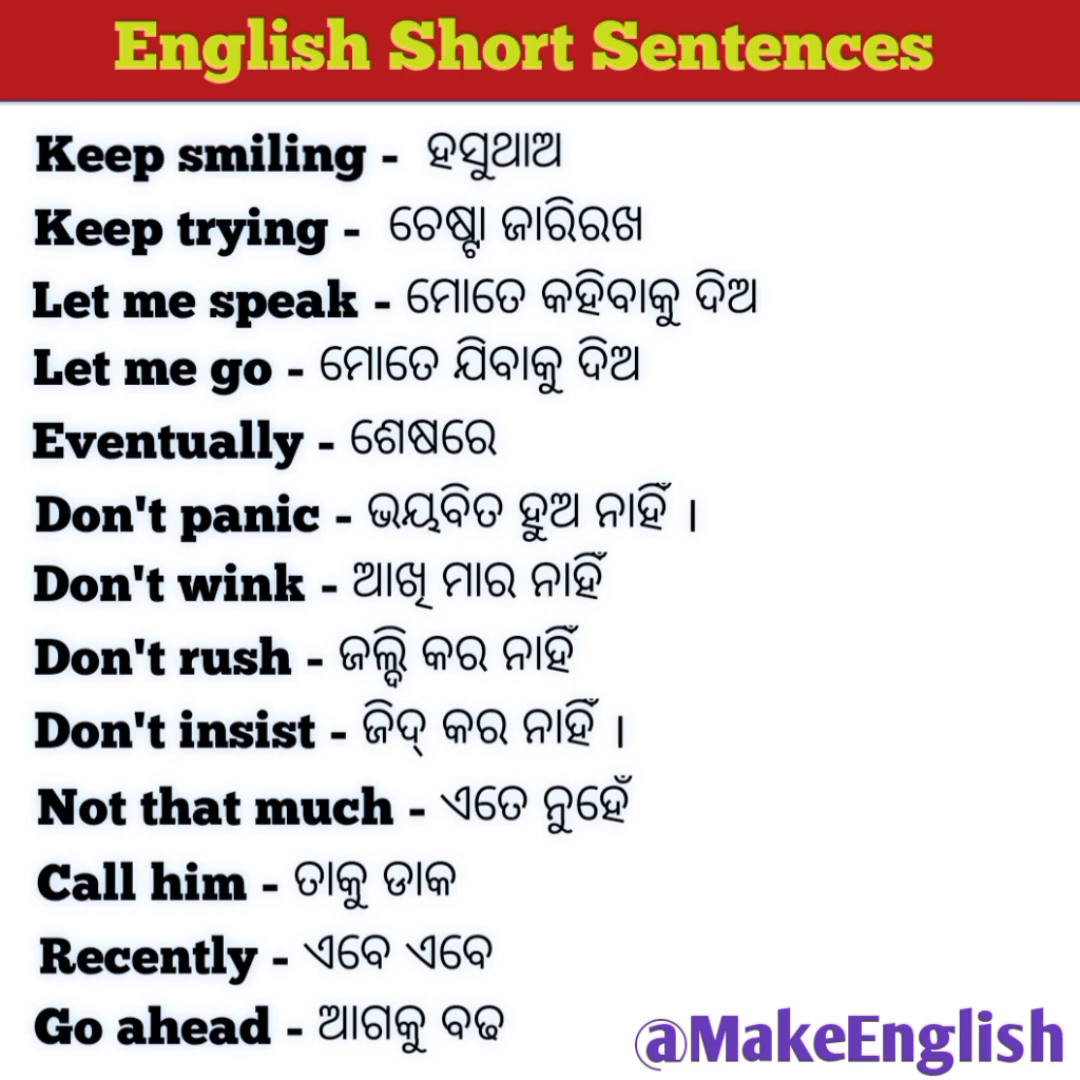 English Short Sentences
Keep smiling - ହସୁଥାଅ
Keep trying - ଚେଷ୍ଟା ଜାରିରଖ
Let me speak - ମୋତେ କହିବାକୁ ଦିଅ
Let me go - ମୋତେ ଯିବାକୁ ଦିଅ
Eventually - ଶେଷରେ
Don't panic - ଭୟବିତ ହୁଅ ନାହିଁ ।
Don't wink - ଆଖି ମାର ନାହିଁ
Don't rush - ଜଲ୍ଦି କର ନାହିଁ
Don't insist - ଜିଦ୍ କର ନାହିଁ ।
Not that much - ଏତେ ନୁହେଁ
Call him - ତାକୁ ଡାକ
Recently - ଏବେ ଏବେ
Go ahead - ଆଗକୁ ବଢ
@MakeEnglish